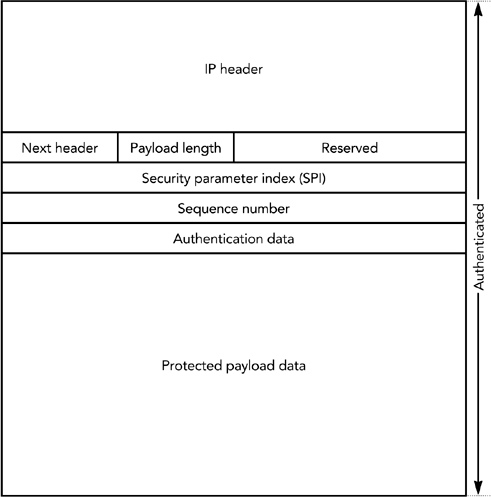 IP header
Next header
Payload length
Reserved
Security parameter index (SPI)
Sequence number
Authentication data
Protected payload data
Authenticated